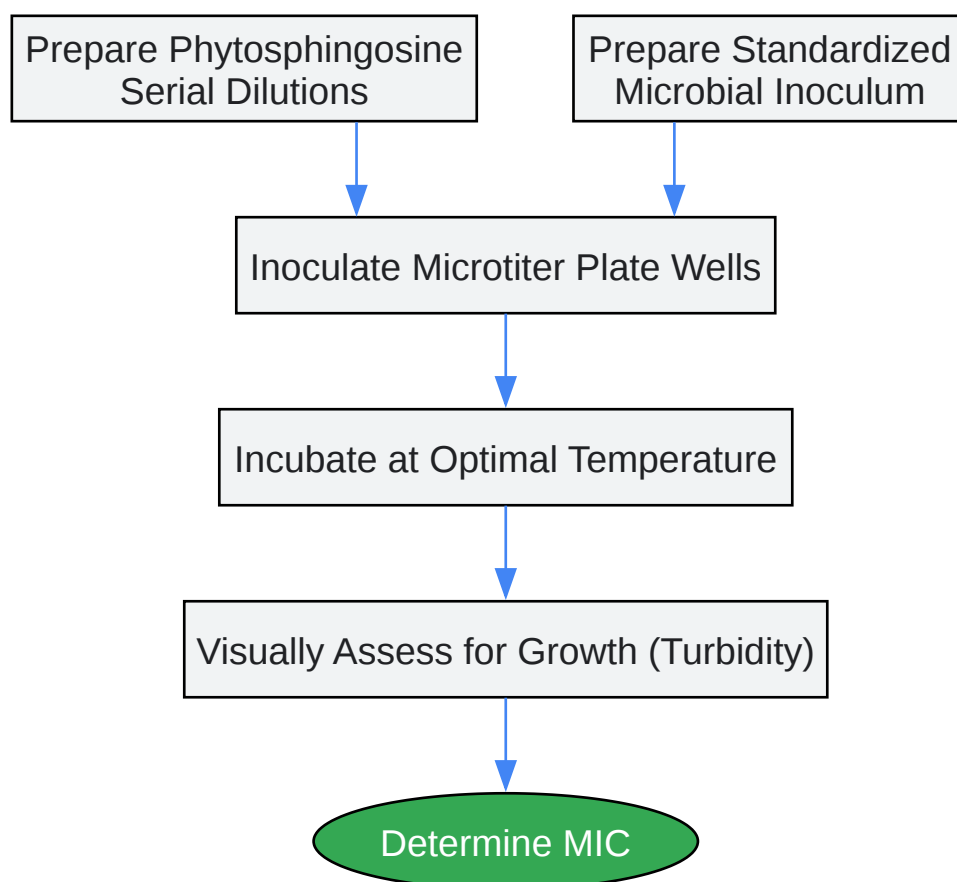 Prepare Phytosphingosine
Serial Dilutions
Prepare Standardized
Microbial Inoculum
Inoculate Microtiter Plate Wells
Incubate at Optimal Temperature
Visually Assess for Growth (Turbidity)
Determine MIC